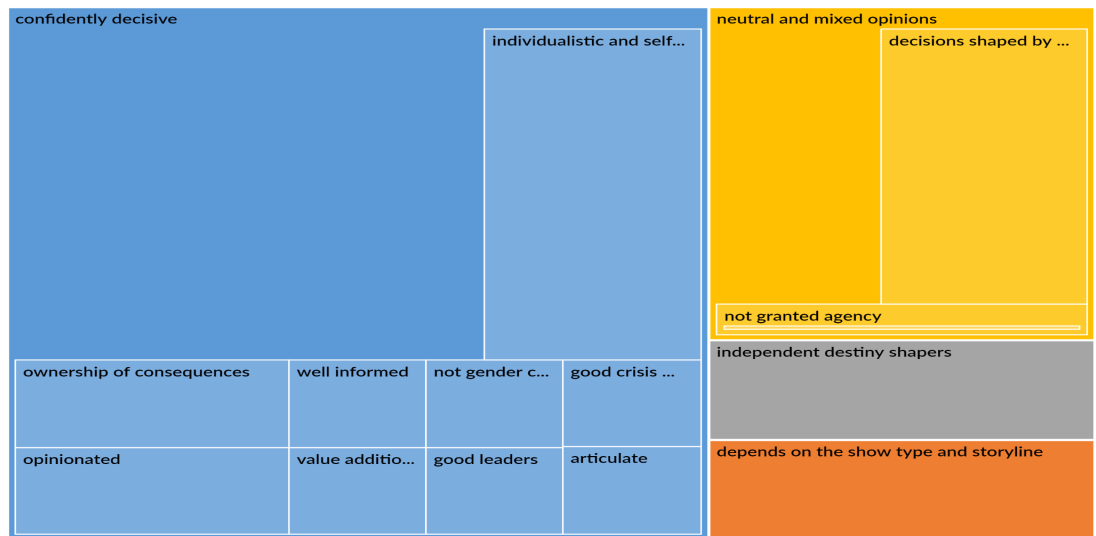 confidently decisive
individualistic and self...
ownership of consequences
well informed
not gender c...
good crisis ...
opinionated
value additio...
good leaders
articulate
neutral and mixed opinions
decisions shaped by ...
not granted agency
independent destiny shapers
depends on the show type and storyline